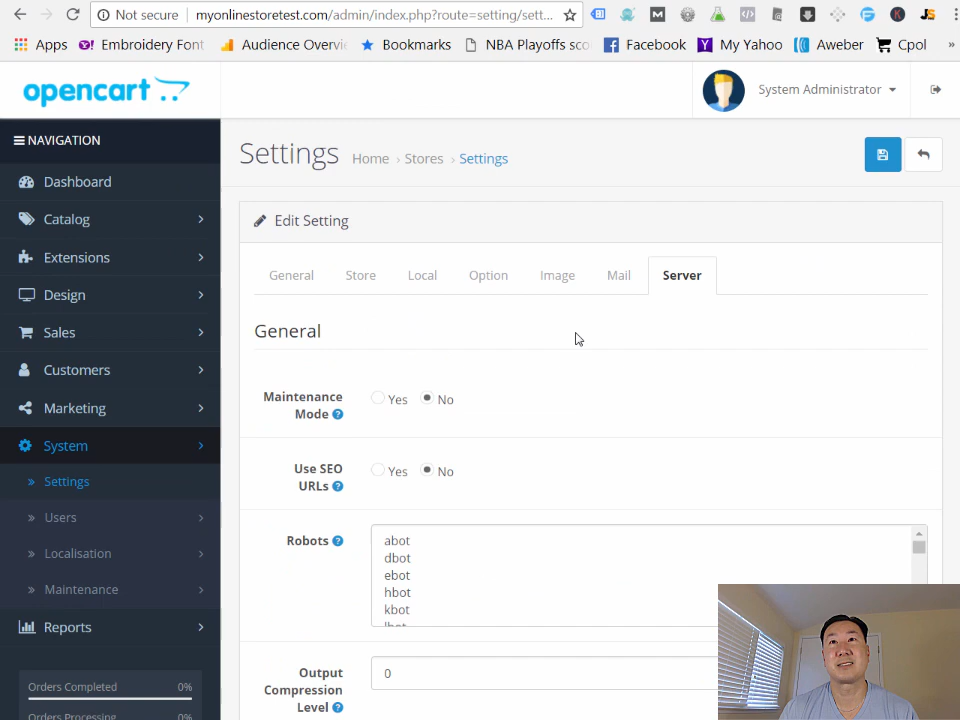 Not secure myonlinestoretest.com/admin/index.php?route=setting/sett...
Apps Embroidery Font Audience Overvi Bookmarks NBA Playoffs sco Facebook My Yahoo Aweber Cpol »
opencart
System Administrator
NAVIGATION
Settings Home › Stores › Settings
Dashboard
Catalog
Extensions
Design
Sales
Customers
Marketing
System
Settings
Users
Localisation
Maintenance
Reports
Orders Completed 0%
Orders Processing 0%
Edit Setting
General Store Local Option Image Mail Server
General
Maintenance Mode Yes No
Use SEO URLs Yes No
Robots
abot
dbot
ebot
hbot
kbot
lbot
Output Compression Level 0